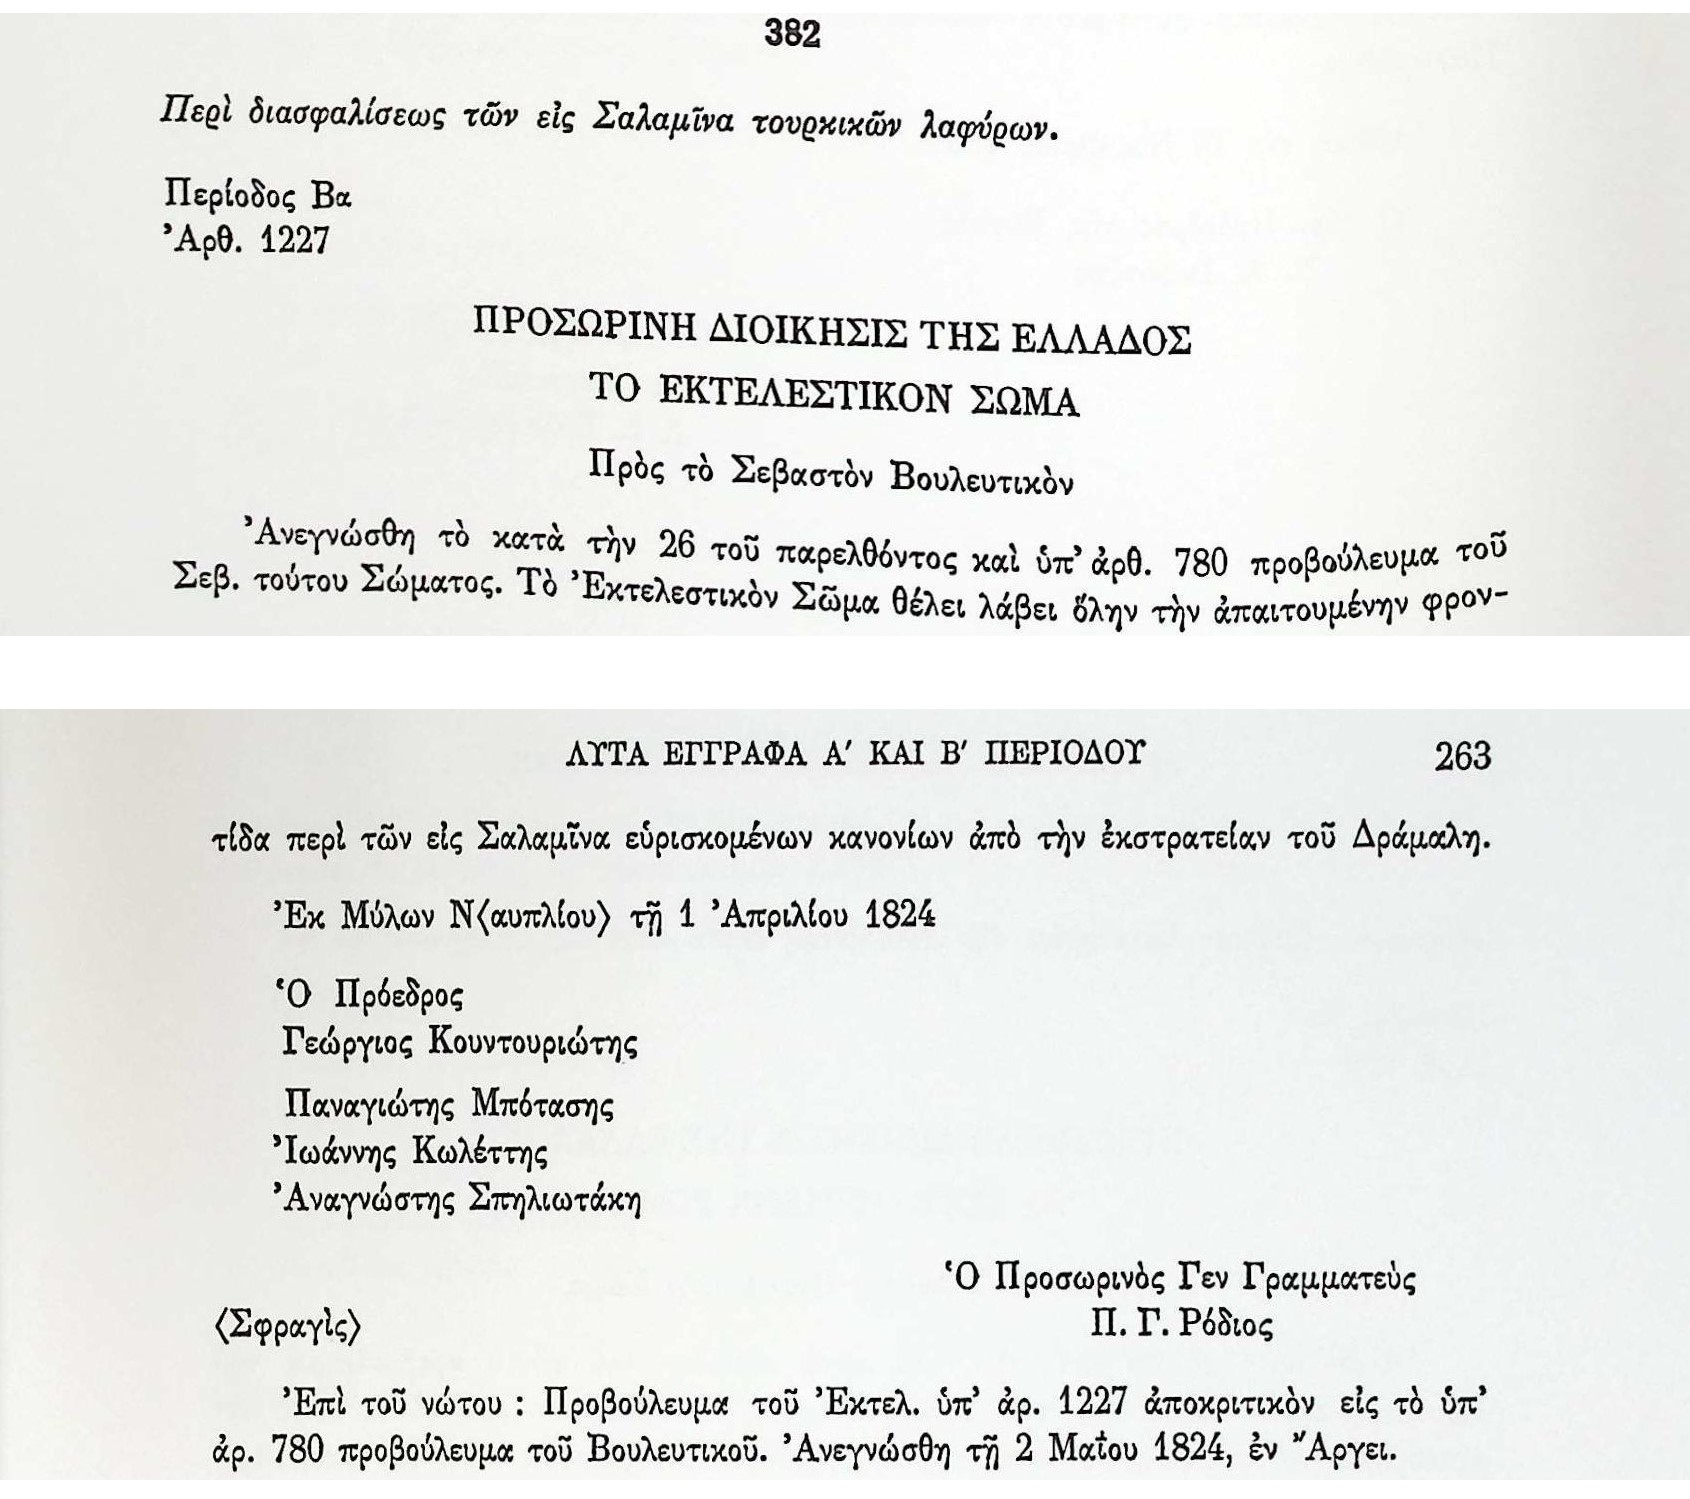 382
Περὶ διασφαλίσεως τῶν εἰς Σαλαμῖνα τουρκικῶν λαφύρων.
Περίοδος Βα
Ἀρθ. 1227
ΠΡΟΣΩΡΙΝΗ ΔΙΟΙΚΗΣΙΣ ΤΗΣ ΕΛΛΑΔΟΣ
ΤΟ ΕΚΤΕΛΕΣΤΙΚΟΝ ΣΩΜΑ
Πρὸς τὸ Σεβαστὸν Βουλευτικὸν
Ἀνεγνώσθη τὸ κατὰ τὴν 26 τοῦ παρελθόντος καὶ ὑπ’ ἀρθ. 780 προβούλευμα τοῦ
Σεβ. τούτου Σώματος. Τὸ Ἐκτελεστικὸν Σῶμα θέλει λάβει ὅλην τὴν ἀπαιτουμένην φρον-
ΛΥΤΑ ΕΓΓΡΑΦΑ Α′ ΚΑΙ Β′ ΠΕΡΙΟΔΟΥ 263
τίδα περὶ τῶν εἰς Σαλαμῖνα εὑρισκομένων κανονίων ἀπὸ τὴν ἐκστρατείαν τοῦ Δράμαλη.
Ἐκ Μύλων Ν⟨αυπλίου⟩ τῇ 1 Ἀπριλίου 1824
Ὁ Πρόεδρος
Γεώργιος Κουντουριώτης
Παναγιώτης Μπότασης
Ἰωάννης Κωλέττης
Ἀναγνώστης Σπηλιωτάκη
Ὁ Προσωρινὸς Γεν Γραμματεὺς
⟨Σφραγὶς⟩ Π. Γ. Ρόδιος
Ἐπὶ τοῦ νώτου : Προβούλευμα τοῦ Ἐκτελ. ὑπ’ ἀρ. 1227 ἀποκριτικὸν εἰς τὸ ὑπ’
ἀρ. 780 προβούλευμα τοῦ Βουλευτικοῦ. Ἀνεγνώσθη τῇ 2 Μαΐου 1824, ἐν Ἄργει.